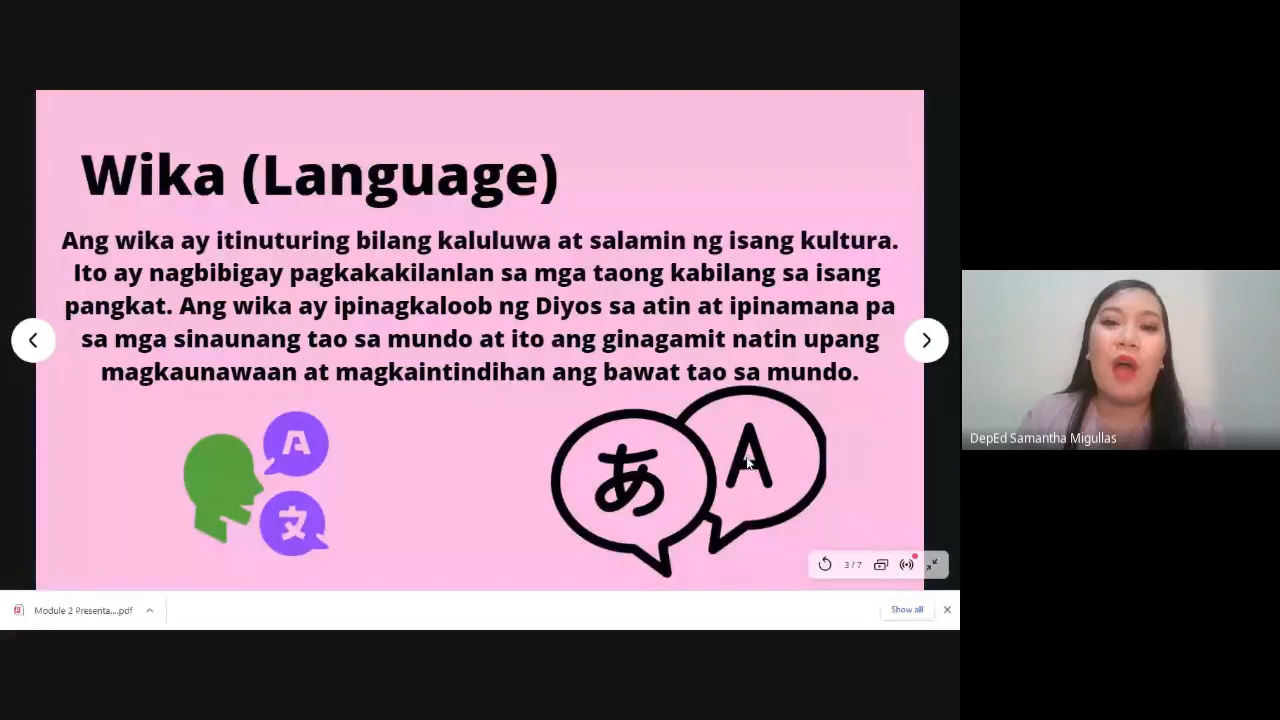 Wika (Language)
Ang wika ay itinuturing bilang kaluluwa at salamin ng isang kultura.
Ito ay nagbibigay pagkakakilanlan sa mga taong kabilang sa isang
pangkat. Ang wika ay ipinagkaloob ng Diyos sa atin at ipinamana pa
sa mga sinaunang tao sa mundo at ito ang ginagamit natin upang
magkaunawaan at magkaintindihan ang bawat tao sa mundo.
A
文
あ A
3 / 7
Module 2 Presenta....pdf
Show all
DepEd Samantha Migullas